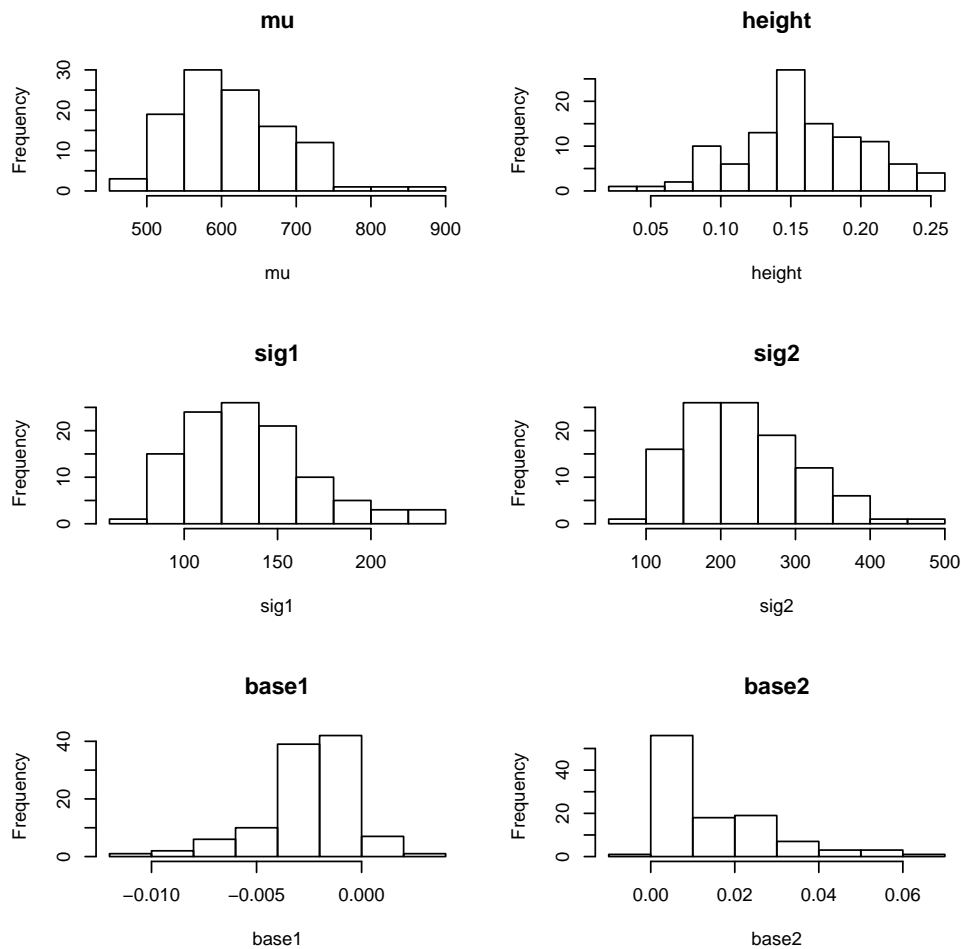 mu
Frequency
0
10
20
30
500
600
700
800
900
mu
height
Frequency
0
10
20
0.05
0.10
0.15
0.20
0.25
height
sig1
Frequency
0
10
20
100
150
200
sig1
sig2
Frequency
0
10
20
100
200
300
400
500
sig2
base1
Frequency
0
20
40
−0.010
−0.005
0.000
base1
base2
Frequency
0
20
40
0.00
0.02
0.04
0.06
base2